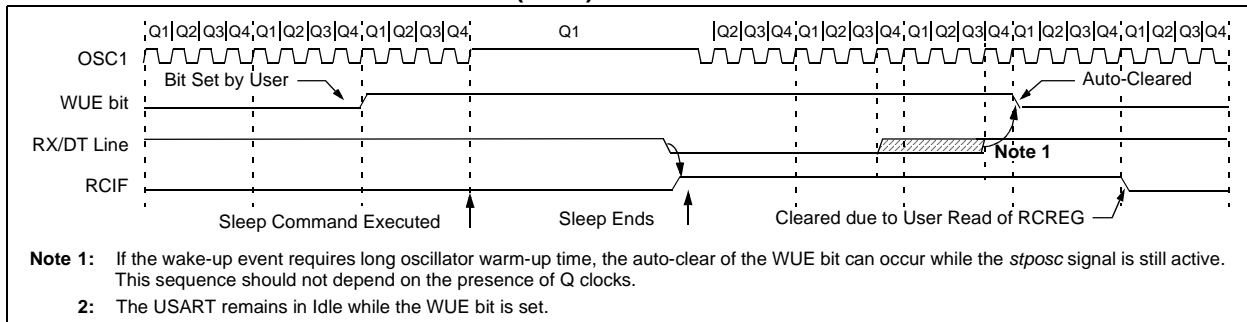 Q1 Q2 Q3 Q4 Q1 Q2 Q3 Q4 Q1 Q2 Q3 Q4 Q1 Q2 Q3 Q4 Q1 Q2 Q3 Q4 Q1 Q2 Q3 Q4 Q1 Q2 Q3 Q4 Q1 Q2 Q3 Q4
OSC1
Bit Set by User
Auto-Cleared
WUE bit
RX/DT Line
Note 1
RCIF
Sleep Command Executed
Sleep Ends
Cleared due to User Read of RCREG
Note 1: If the wake-up event requires long oscillator warm-up time, the auto-clear of the WUE bit can occur while the stposc signal is still active.
This sequence should not depend on the presence of Q clocks.
2: The USART remains in Idle while the WUE bit is set.